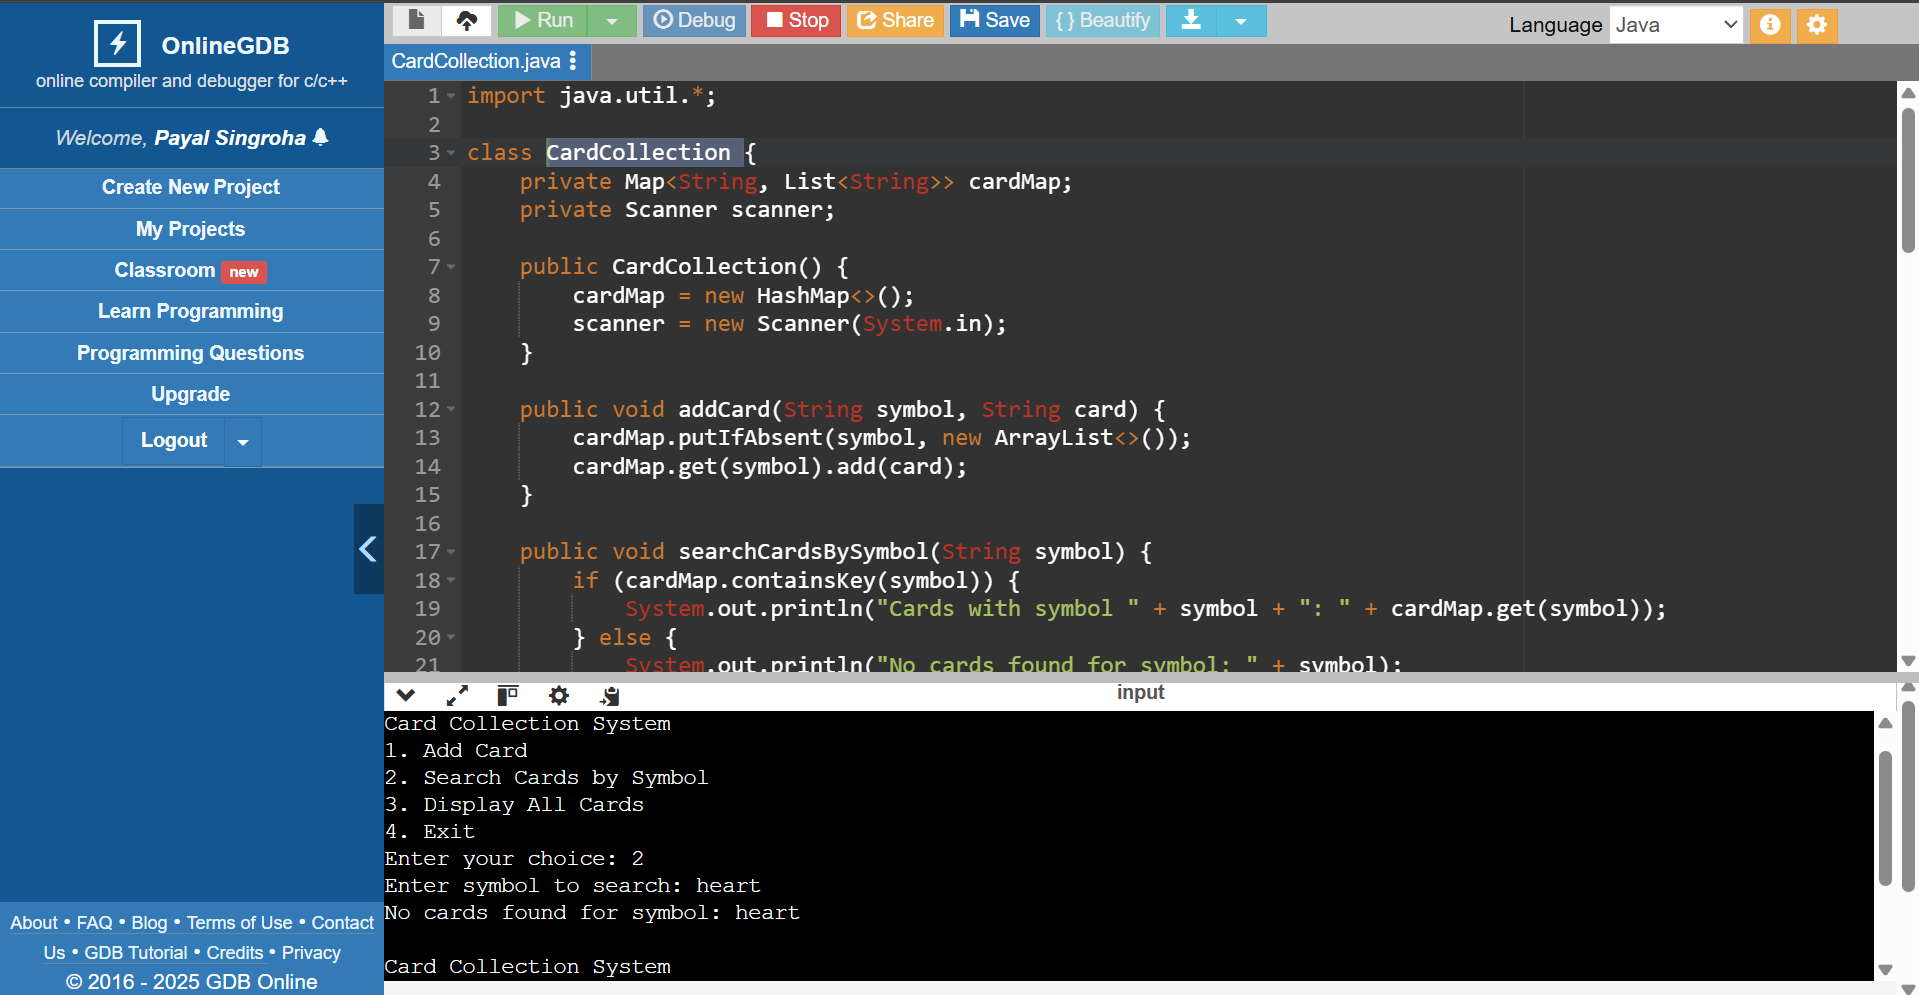 OnlineGDB
online compiler and debugger for c/c++
Welcome, Payal Singroha
Create New Project
My Projects
Classroom new
Learn Programming
Programming Questions
Upgrade
Logout
About • FAQ • Blog • Terms of Use • Contact
Us • GDB Tutorial • Credits • Privacy
© 2016 - 2025 GDB Online
Run Debug Stop Share Save { } Beautify Language Java
CardCollection.java
1 import java.util.*;
2
3 class CardCollection {
4 private Map<String, List<String>> cardMap;
5 private Scanner scanner;
6
7 public CardCollection() {
8 cardMap = new HashMap<>();
9 scanner = new Scanner(System.in);
10 }
11
12 public void addCard(String symbol, String card) {
13 cardMap.putIfAbsent(symbol, new ArrayList<>());
14 cardMap.get(symbol).add(card);
15 }
16
17 public void searchCardsBySymbol(String symbol) {
18 if (cardMap.containsKey(symbol)) {
19 System.out.println("Cards with symbol " + symbol + ": " + cardMap.get(symbol));
20 } else {
21 System.out.println("No cards found for symbol: " + symbol);
input
Card Collection System
1. Add Card
2. Search Cards by Symbol
3. Display All Cards
4. Exit
Enter your choice: 2
Enter symbol to search: heart
No cards found for symbol: heart
Card Collection System